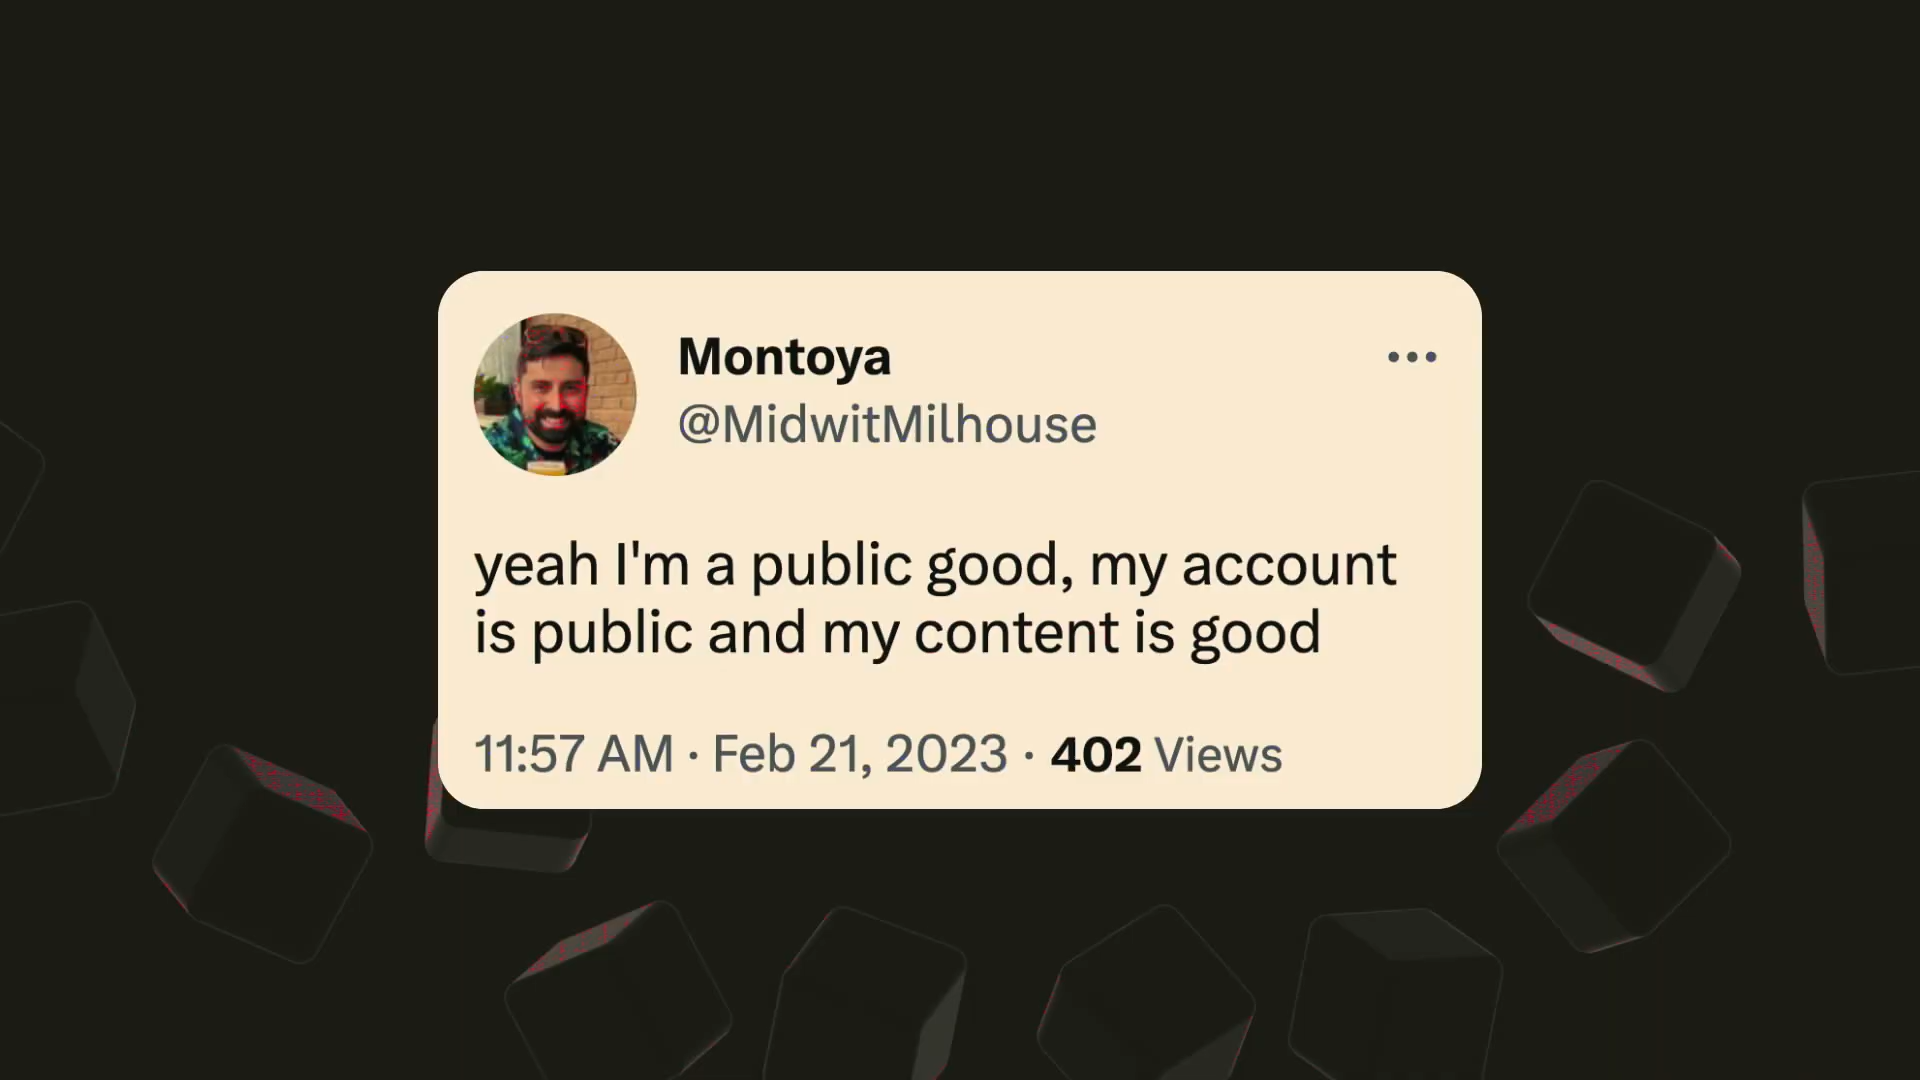 Montoya
@MidwitMilhouse
yeah I'm a public good, my account
is public and my content is good
11:57 AM · Feb 21, 2023 · 402 Views